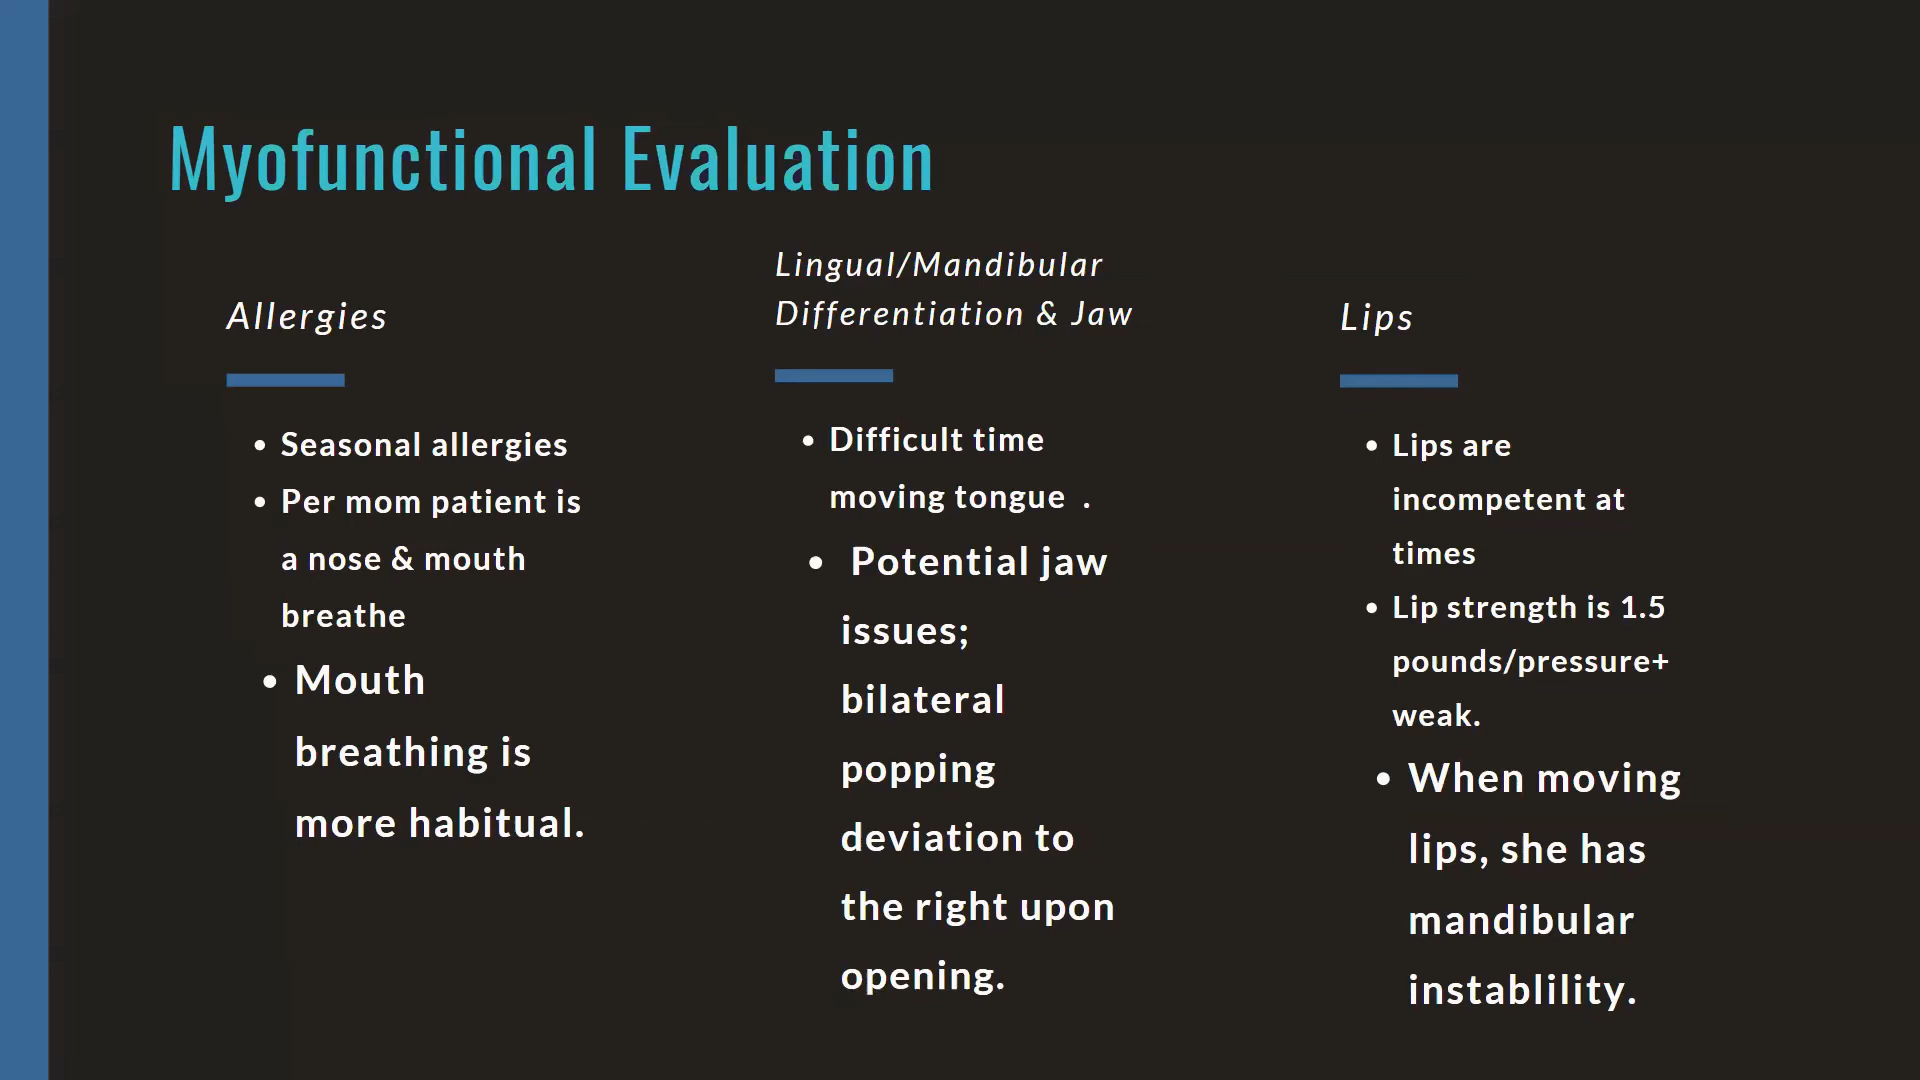 Myofunctional Evaluation
Allergies
• Seasonal allergies
• Per mom patient is
a nose & mouth
breathe
• Mouth
breathing is
more habitual.
Lingual/Mandibular
Differentiation & Jaw
• Difficult time
moving tongue .
• Potential jaw
issues;
bilateral
popping
deviation to
the right upon
opening.
Lips
• Lips are
incompetent at
times
• Lip strength is 1.5
pounds/pressure+
weak.
• When moving
lips, she has
mandibular
instablility.